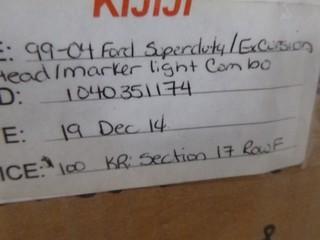 KIJIJI
E: 99-04 Ford Superduty/Excursion
Head/marker light Combo
D: 1040351174
E: 19 Dec 14
ICE: $100 KR: Section 17 Row F